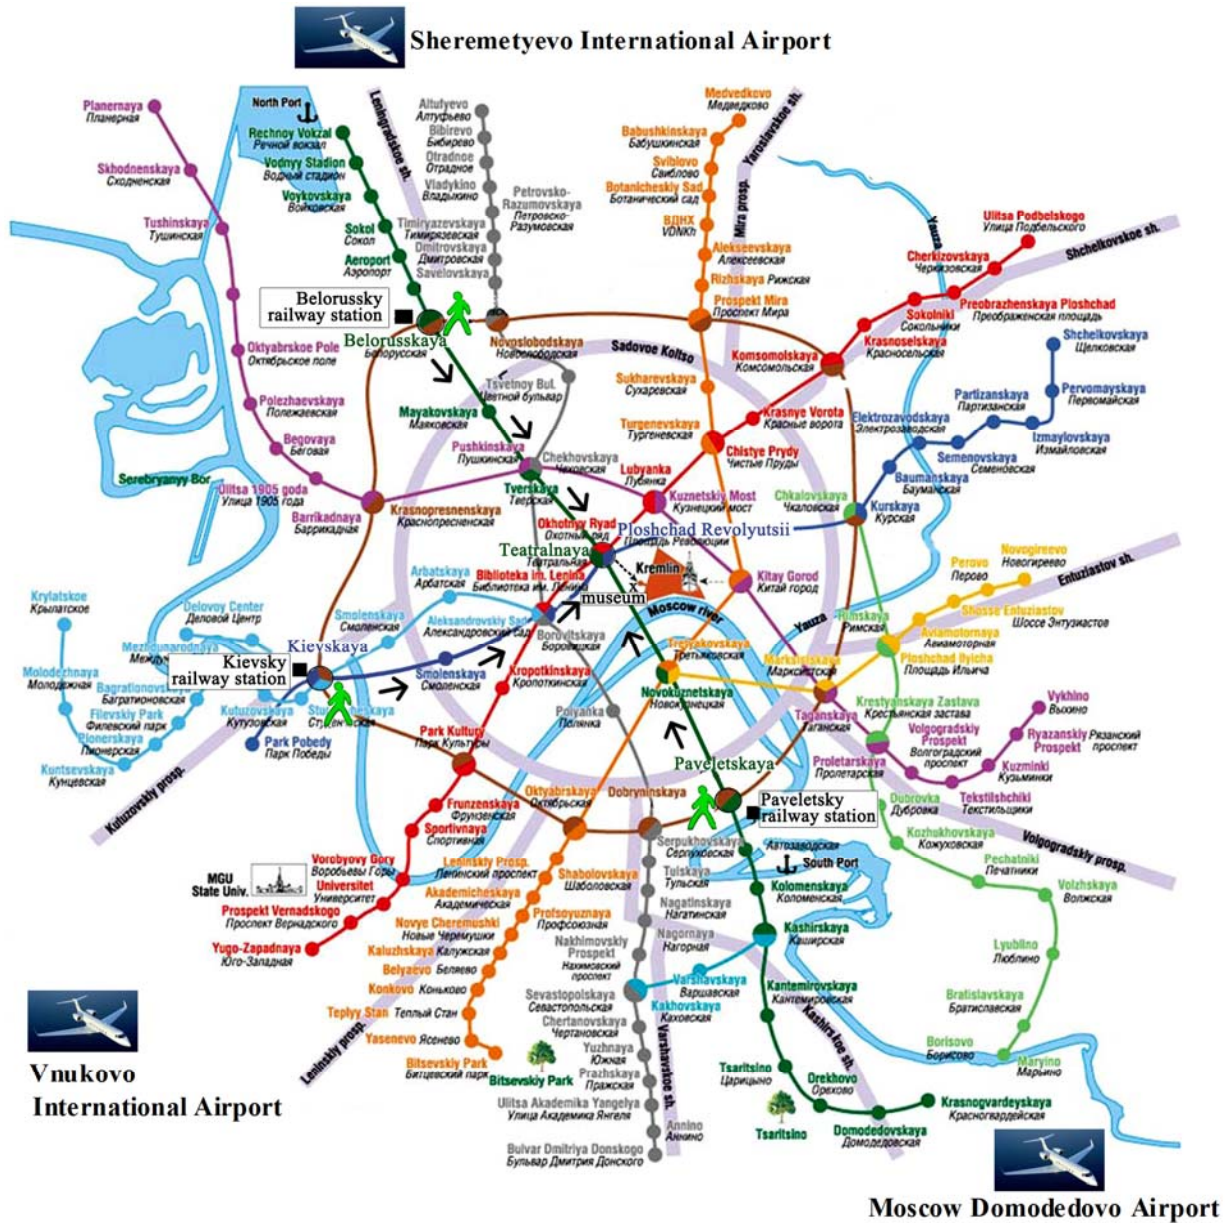 Sheremetyevo International Airport
North Port
Rechnoy Vokzal
Речной вокзал
Vodnyy Stadion
Водный стадион
Voykovskaya
Войковская
Sokol
Сокол
Aeroport
Аэропорт
Leningradskoe sh.
Planernaya
Планерная
Skhodnenskaya
Сходненская
Tushinskaya
Тушинская
Oktyabrskoe Pole
Октябрьское поле
Polezhaevskaya
Полежаевская
Begovaya
Беговая
Ulitsa 1905 goda
Улица 1905 года
Barrikadnaya
Баррикадная
Serebryanyy Bor
Altufyevo
Алтуфьево
Bibirevo
Бибирево
Otradnoe
Отрадное
Vladykino
Владыкино
Petrovsko-
Razumovskaya
Петровско-
Разумовская
Timiryazevskaya
Тимирязевская
Dmitrovskaya
Дмитровская
Savelovskaya
Medvedkovo
Медведково
Babushkinskaya
Бабушкинская
Sviblovo
Свиблово
Botanicheskiy Sad
Ботанический сад
ВДНХ
VDNKh
Alekseevskaya
Алексеевская
Rizhskaya Рижская
Prospekt Mira
Проспект Мира
Yaroslavskoe sh.
Mira prosp.
Yauza
Ulitsa Podbelskogo
Улица Подбельского
Cherkizovskaya
Черкизовская
Shchelkovskoe sh.
Preobrazhenskaya Ploshchad
Преображенская площадь
Sokolniki
Сокольники
Krasnoselskaya
Красносельская
Komsomolskaya
Комсомольская
Shchelkovskaya
Щелковская
Pervomayskaya
Первомайская
Partizanskaya
Партизанская
Izmaylovskaya
Измайловская
Elektrozavodskaya
Электрозаводская
Semenovskaya
Семёновская
Baumanskaya
Бауманская
Kurskaya
Курская
Chkalovskaya
Чкаловская
Belorussky
railway station
Belorusskaya
Белорусская
Novoslobodskaya
Новослободская
Sadovoe Koltso
Tsvetnoy Bul.
Цветной бульвар
Mayakovskaya
Маяковская
Pushkinskaya
Пушкинская
Chekhovskaya
Чеховская
Tverskaya
Тверская
Sukharevskaya
Сухаревская
Turgenevskaya
Тургеневская
Krasnye Vorota
Красные ворота
Chistye Prydy
Чистые Пруды
Lubyanka
Лубянка
Kuznetskiy Most
Кузнецкий мост
Krasnopresnenskaya
Краснопресненская
Okhotnyy Ryad
Охотный ряд
Ploshchad Revolyutsii
Площадь Революции
Teatralnaya
Театральная
Kremlin
museum
Kitay Gorod
Китай город
Biblioteka im. Lenina
Библиотека им. Ленина
Arbatskaya
Арбатская
Aleksandrovskiy Sad
Александровский сад
Borovitskaya
Боровицкая
Moscow river
Yauza
Rimskaya
Римская
Perovo
Перово
Novogireevo
Новогиреево
Entuziastov sh.
Shosse Entuziastov
Шоссе Энтузиастов
Aviamotornaya
Авиамоторная
Ploshchad Ilyicha
Площадь Ильича
Marksistskaya
Марксистская
Taganskaya
Таганская
Krestyanskaya Zastava
Крестьянская застава
Proletarskaya
Пролетарская
Volgogradskiy
Prospekt
Волгоградский
проспект
Vykhino
Выхино
Ryazanskiy
Prospekt
Рязанский
проспект
Kuzminki
Кузьминки
Tekstilshchiki
Текстильщики
Volgogradskiy prosp.
Krylatskoe
Крылатское
Delovoy Center
Деловой Центр
Smolenskaya
Смоленская
Kievskaya
Kievsky
railway station
Molodezhnaya
Молодежная
Bagrationovskaya
Багратионовская
Filevskiy Park
Филевский парк
Pionerskaya
Пионерская
Kuntsevskaya
Кунцевская
Kutuzovskaya
Кутузовская
Park Pobedy
Парк Победы
Kutuzovskiy prosp.
Smolenskaya
Смоленская
Kropotkinskaya
Кропоткинская
Polyanka
Полянка
Park Kultury
Парк Культуры
Tretyakovskaya
Третьяковская
Novokuznetskaya
Новокузнецкая
Paveletskaya
Paveletsky
railway station
Oktyabrskaya
Октябрьская
Dobryninskaya
Serpukhovskaya
Серпуховская
Frunzenskaya
Фрунзенская
Sportivnaya
Спортивная
Vorobyovy Gory
Воробьевы Горы
Universitet
Университет
MGU
State Univ.
Prospekt Vernadskogo
Проспект Вернадского
Yugo-Zapadnaya
Юго-Западная
Leninskiy Prosp.
Ленинский проспект
Shabolovskaya
Шаболовская
Akademicheskaya
Академическая
Profsoyuznaya
Профсоюзная
Novye Cheremushki
Новые Черемушки
Kaluzhskaya Калужская
Belyaevo Беляево
Konkovo Коньково
Teplyy Stan Теплый Стан
Yasenevo Ясенево
Bitsevskiy Park
Битцевский парк
Bitsevskiy Park
Leninskiy prosp.
Tulskaya
Тульская
Nagatinskaya
Нагатинская
Nagornaya
Нагорная
Nakhimovskiy
Prospekt
Нахимовский
проспект
Sevastopolskaya
Севастопольская
Chertanovskaya
Чертановская
Yuzhnaya
Южная
Prazhskaya
Пражская
Ulitsa Akademika Yangelya
Улица Академика Янгеля
Annino
Аннино
Bulvar Dmitriya Donskogo
Бульвар Дмитрия Донского
Varshavskaya
Варшавская
Kakhovskaya
Каховская
Varshavskoe sh.
Автозаводская
South Port
Kolomenskaya
Коломенская
Kashirskaya
Каширская
Kantemirovskaya
Кантемировская
Kashirskoe sh.
Tsaritsino
Царицыно
Tsaritsino
Orekhovo
Орехово
Domodedovskaya
Домодедовская
Krasnogvardeyskaya
Красногвардейская
Dubrovka
Дубровка
Kozhukhovskaya
Кожуховская
Pechatniki
Печатники
Volzhskaya
Волжская
Lyublino
Люблино
Bratislavskaya
Братиславская
Borisovo
Борисово
Maryino
Марьино
Vnukovo
International Airport
Moscow Domodedovo Airport